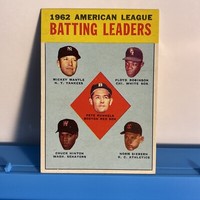 1962 AMERICAN LEAGUE
BATTING LEADERS
MICKEY MANTLE
N. Y. YANKEES
FLOYD ROBINSON
CHI. WHITE SOX
PETE RUNNELS
BOSTON RED SOX
CHUCK HINTON
WASH. SENATORS
NORM SIEBERN
K. C. ATHLETICS